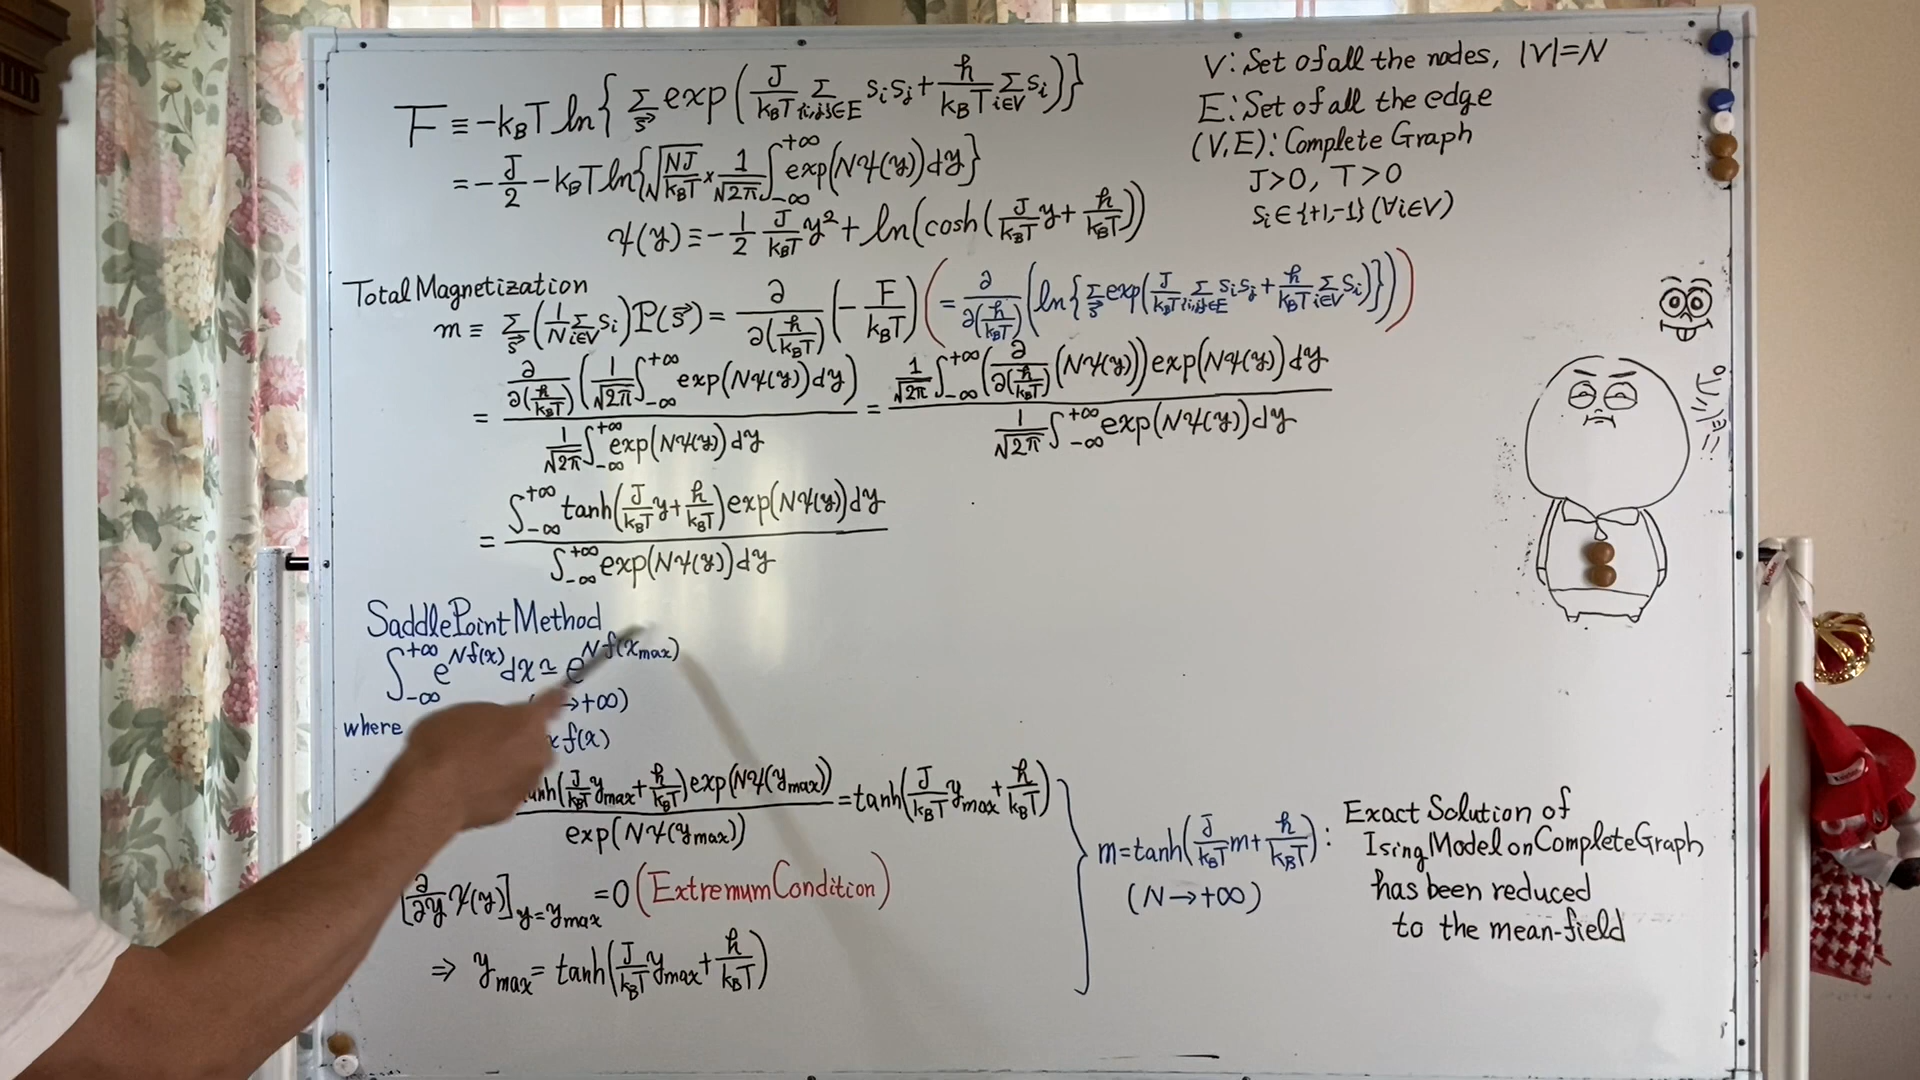 F ≡ -k_BT ln{ Σ_{s⃗} exp( J/(k_BT) Σ_{{i,j}∈E} s_i s_j + h/(k_BT) Σ_{i∈V} s_i ) }
= -J/2 - k_BT ln{ √(NJ/(k_BT)) × 1/√(2π) ∫_{-∞}^{+∞} exp(NΨ(y))dy }
Ψ(y) ≡ -1/2 J/(k_BT) y² + ln(cosh( J/(k_BT) y + h/(k_BT) ))
V: Set of all the nodes, |V|=N
E: Set of all the edge
(V,E): Complete Graph
J>0, T>0
s_i∈{+1,-1} (∀i∈V)
Total Magnetization
m ≡ Σ_{s⃗} ( 1/N Σ_{i∈V} s_i ) P(s⃗) = ∂/∂(h/(k_BT)) ( -F/(k_BT) ) ( = ∂/∂(h/(k_BT)) ( ln{ Σ_{s⃗} exp( J/(k_BT) Σ_{{i,j}∈E} s_i s_j + h/(k_BT) Σ_{i∈V} s_i ) } ) )
= ∂/∂(h/(k_BT)) ( 1/√(2π) ∫_{-∞}^{+∞} exp(NΨ(y))dy ) / 1/√(2π) ∫_{-∞}^{+∞} exp(NΨ(y))dy = 1/√(2π) ∫_{-∞}^{+∞} ( ∂/∂(h/(k_BT)) (NΨ(y)) ) exp(NΨ(y))dy / 1/√(2π) ∫_{-∞}^{+∞} exp(NΨ(y))dy
= ∫_{-∞}^{+∞} tanh( J/(k_BT) y + h/(k_BT) ) exp(NΨ(y))dy / ∫_{-∞}^{+∞} exp(NΨ(y))dy
Saddle Point Method
∫_{-∞}^{+∞} e^{Nf(x)} dx ≃ e^{Nf(x_max)}
→+∞)
where
f(x)
tanh( J/(k_BT) y_max + h/(k_BT) ) exp(NΨ(y_max)) / exp(NΨ(y_max)) = tanh( J/(k_BT) y_max + h/(k_BT) )
[ ∂/∂y Ψ(y) ]_{y=y_max} = 0 (Extremum Condition)
⇒ y_max = tanh( J/(k_BT) y_max + h/(k_BT) )
m = tanh( J/(k_BT) m + h/(k_BT) ) :
(N→+∞)
Exact Solution of
Ising Model on Complete Graph
has been reduced
to the mean-field